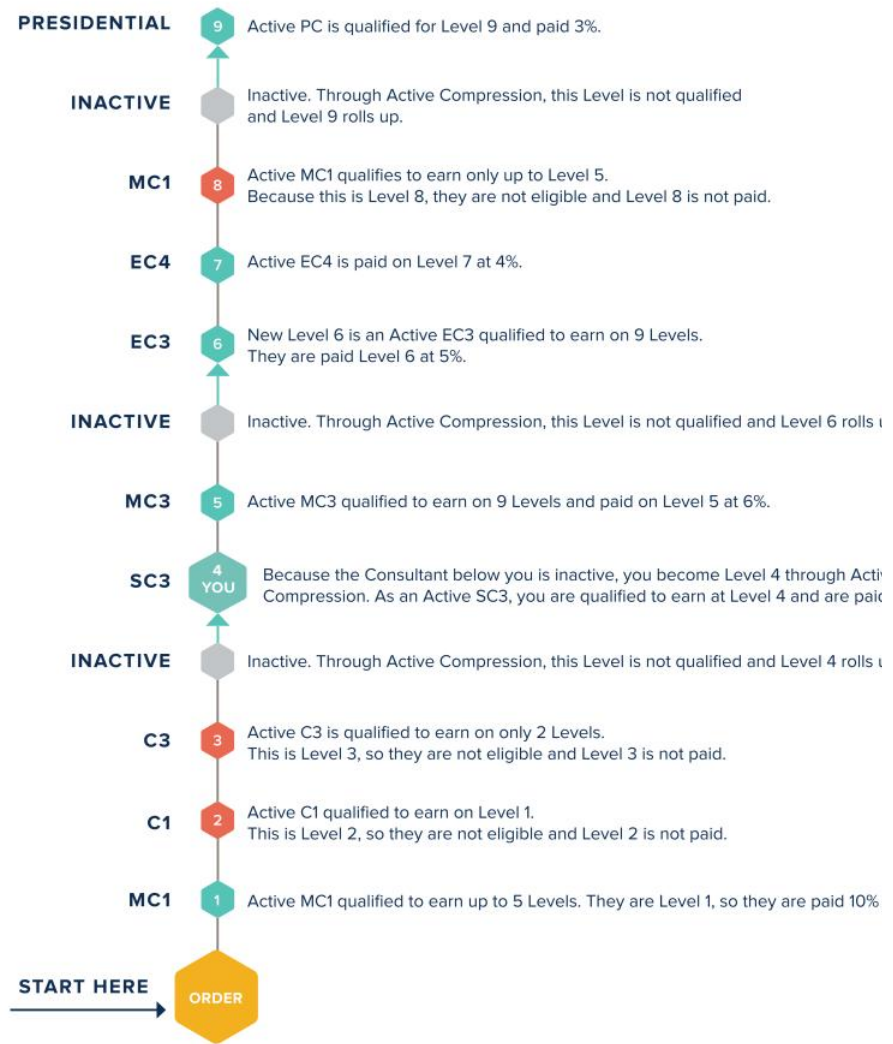 PRESIDENTIAL
9
Active PC is qualified for Level 9 and paid 3%.
INACTIVE
Inactive. Through Active Compression, this Level is not qualified
and Level 9 rolls up.
MC1
8
Active MC1 qualifies to earn only up to Level 5.
Because this is Level 8, they are not eligible and Level 8 is not paid.
EC4
7
Active EC4 is paid on Level 7 at 4%.
EC3
6
New Level 6 is an Active EC3 qualified to earn on 9 Levels.
They are paid Level 6 at 5%.
INACTIVE
Inactive. Through Active Compression, this Level is not qualified and Level 6 rolls
MC3
5
Active MC3 qualified to earn on 9 Levels and paid on Level 5 at 6%.
SC3
4
YOU
Because the Consultant below you is inactive, you become Level 4 through
Compression. As an Active SC3, you are qualified to earn at Level 4 and are
INACTIVE
Inactive. Through Active Compression, this Level is not qualified and Level 4 rolls
C3
3
Active C3 is qualified to earn on only 2 Levels.
This is Level 3, so they are not eligible and Level 3 is not paid.
C1
2
Active C1 qualified to earn on Level 1.
This is Level 2, so they are not eligible and Level 2 is not paid.
MC1
1
Active MC1 qualified to earn up to 5 Levels. They are Level 1, so they are paid 10%
START HERE
ORDER